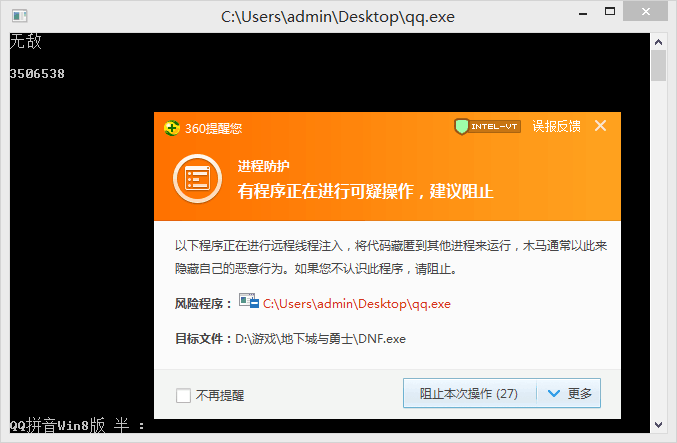 C:\Users\admin\Desktop\qq.exe
无敌
3506538
360提醒您
INTEL-VT
误报反馈
进程防护
有程序正在进行可疑操作，建议阻止
以下程序正在进行远程线程注入，将代码藏匿到其他进程来运行，木马通常以此来
隐藏自己的恶意行为。如果您不认识此程序，请阻止。
风险程序： C:\Users\admin\Desktop\qq.exe
目标文件：D:\游戏\地下城与勇士\DNF.exe
不再提醒
阻止本次操作 (27)
更多
QQ拼音Win8版 半 :